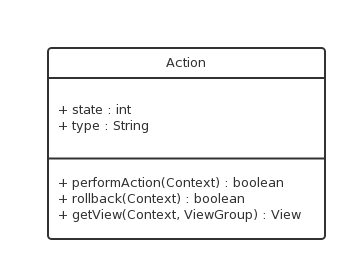 Action
+ state : int
+ type : String
+ performAction(Context) : boolean
+ rollback(Context) : boolean
+ getView(Context, ViewGroup) : View